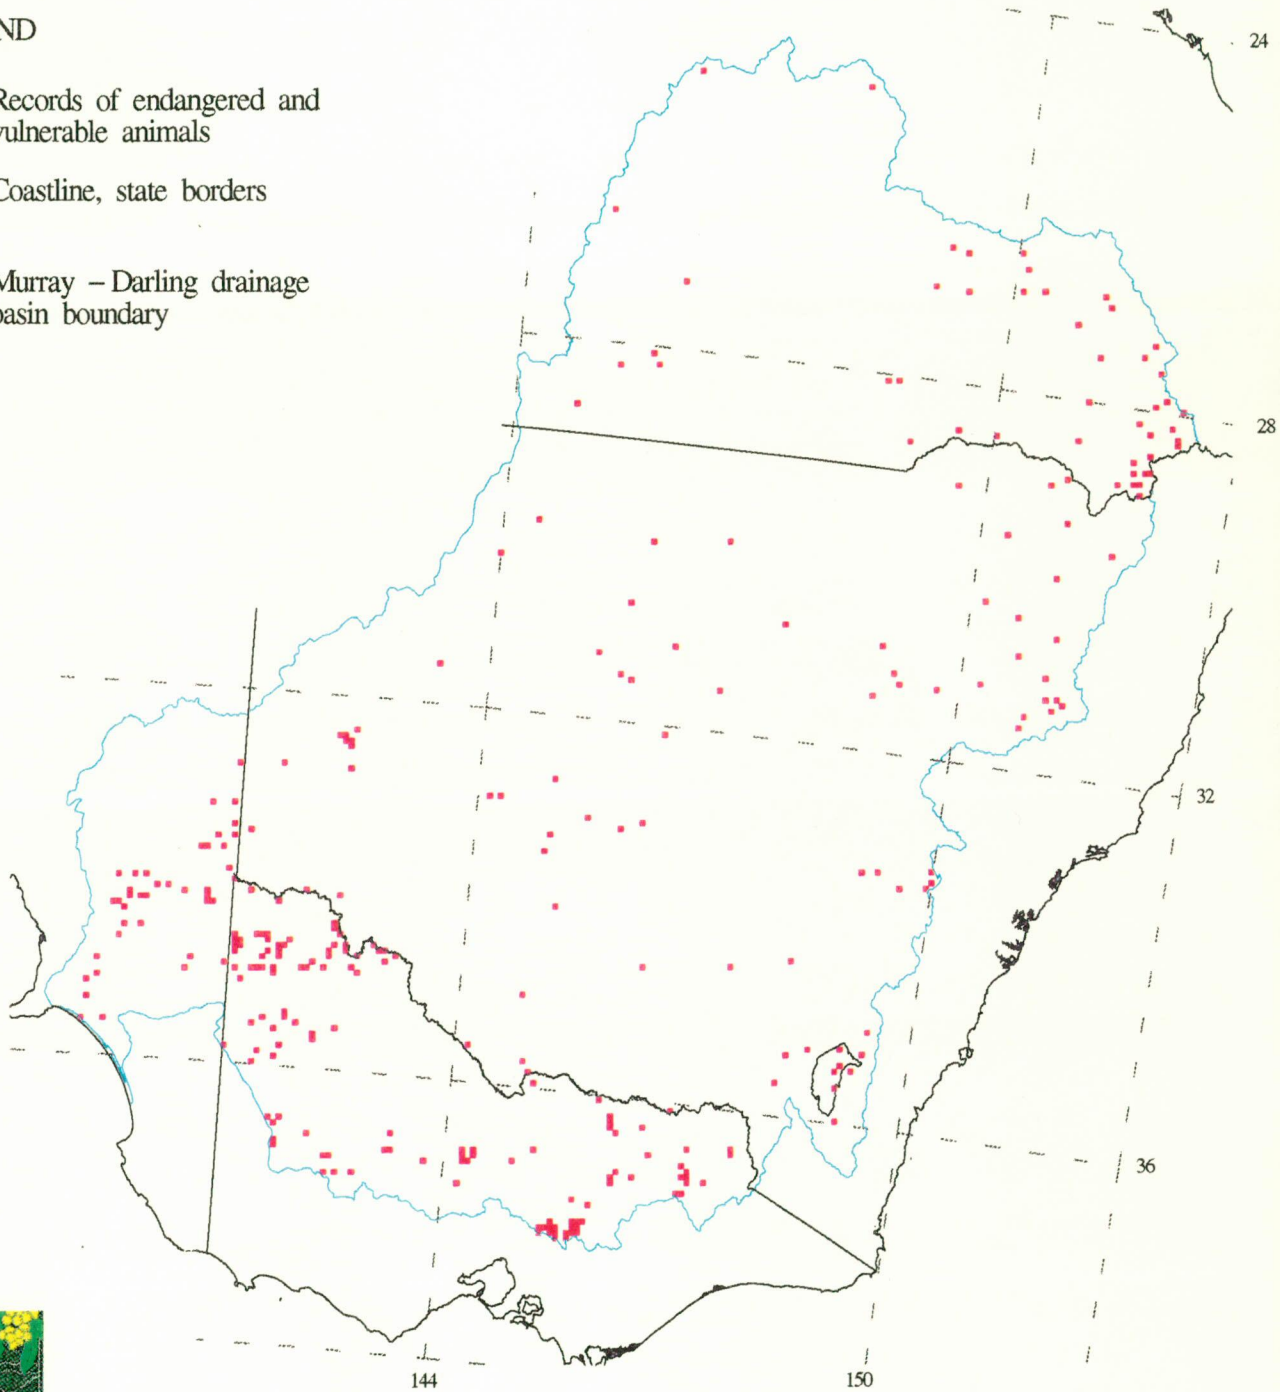 ND
Records of endangered and
vulnerable animals
Coastline, state borders
Murray – Darling drainage
basin boundary
24
28
32
36
144
150